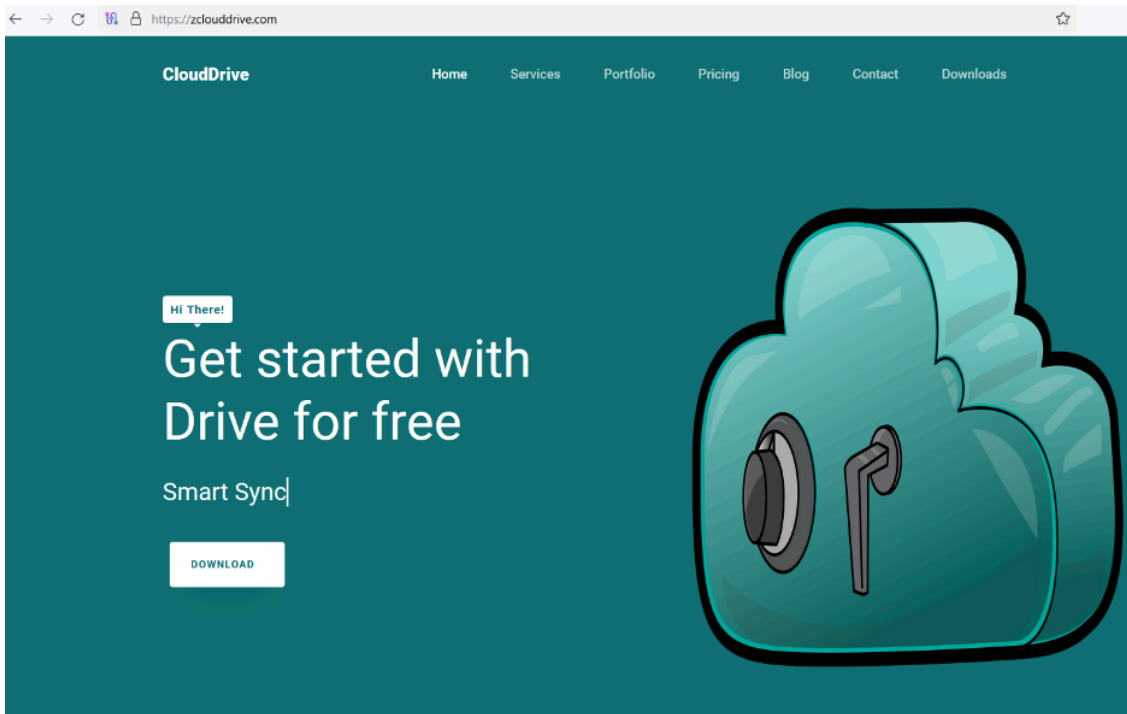 https://zclouddrive.com
CloudDrive Home Services Portfolio Pricing Blog Contact Downloads
Hi There!
Get started with
Drive for free
Smart Sync
DOWNLOAD